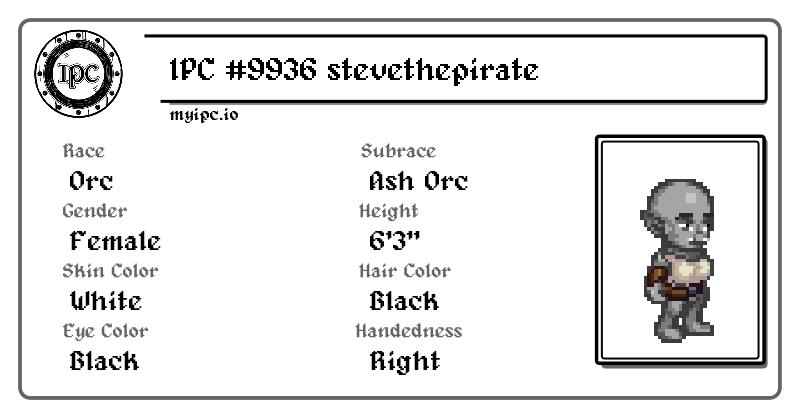 IPC
IPC #9936 stevethepirate
myipc.io
Race
Orc
Subrace
Ash Orc
Gender
Female
Height
6'3"
Skin Color
White
Hair Color
Black
Eye Color
Black
Handedness
Right